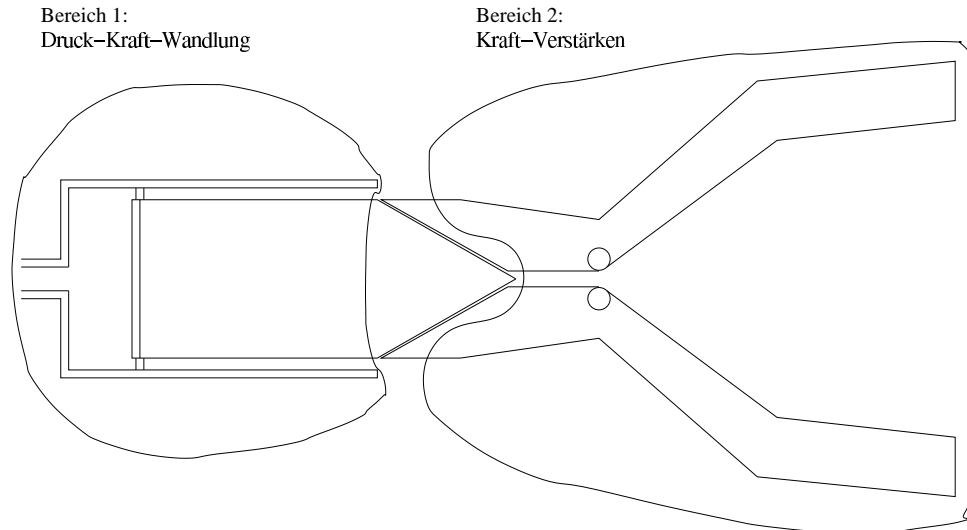 Bereich 1:
Druck–Kraft–Wandlung
Bereich 2:
Kraft–Verstärken